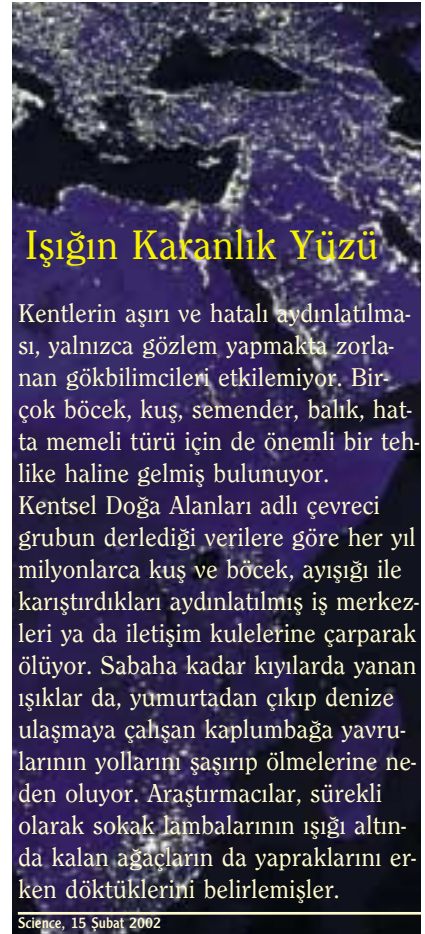 Işığın Karanlık Yüzü
Kentlerin aşırı ve hatalı aydınlatılma-
sı, yalnızca gözlem yapmakta zorla-
nan gökbilimcileri etkilemiyor. Bir-
çok böcek, kuş, semender, balık, hat-
ta memeli türü için de önemli bir teh-
like haline gelmiş bulunuyor.
Kentsel Doğa Alanları adlı çevreci
grubun derlediği verilere göre her yıl
milyonlarca kuş ve böcek, ayışığı ile
karıştırdıkları aydınlatılmış iş merkez-
leri ya da iletişim kulelerine çarparak
ölüyor. Sabaha kadar kıyılarda yanan
ışıklar da, yumurtadan çıkıp denize
ulaşmaya çalışan kaplumbağa yavru-
larının yollarını şaşırıp ölmelerine ne-
den oluyor. Araştırmacılar, sürekli
olarak sokak lambalarının ışığı altın-
da kalan ağaçların da yapraklarını er-
ken döktüklerini belirlemişler.
Science, 15 Şubat 2002